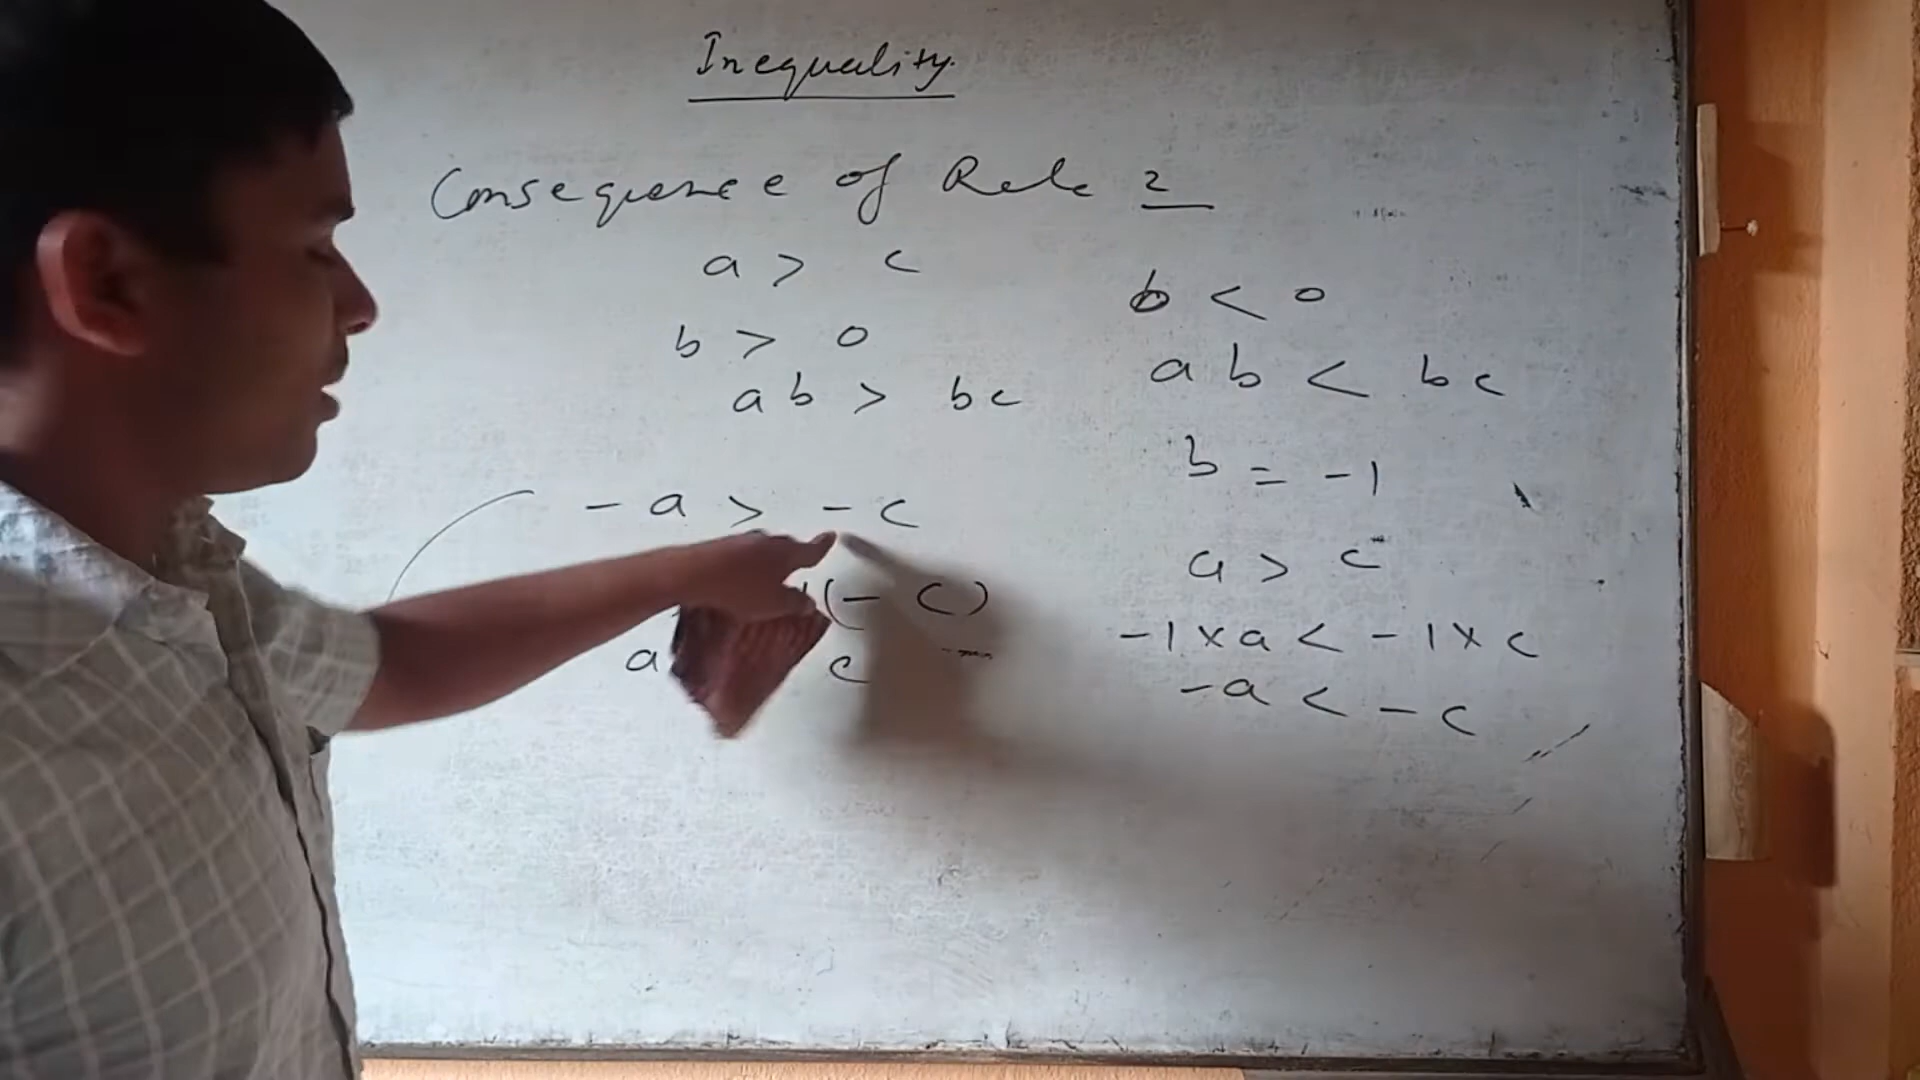 Inequality.
Consequence of Rule 2
a > c
b > 0
ab > bc
-a > -c
(- c)
a c
b < 0
ab < bc
b = -1
a > c
-1 x a < -1 x c
-a < -c